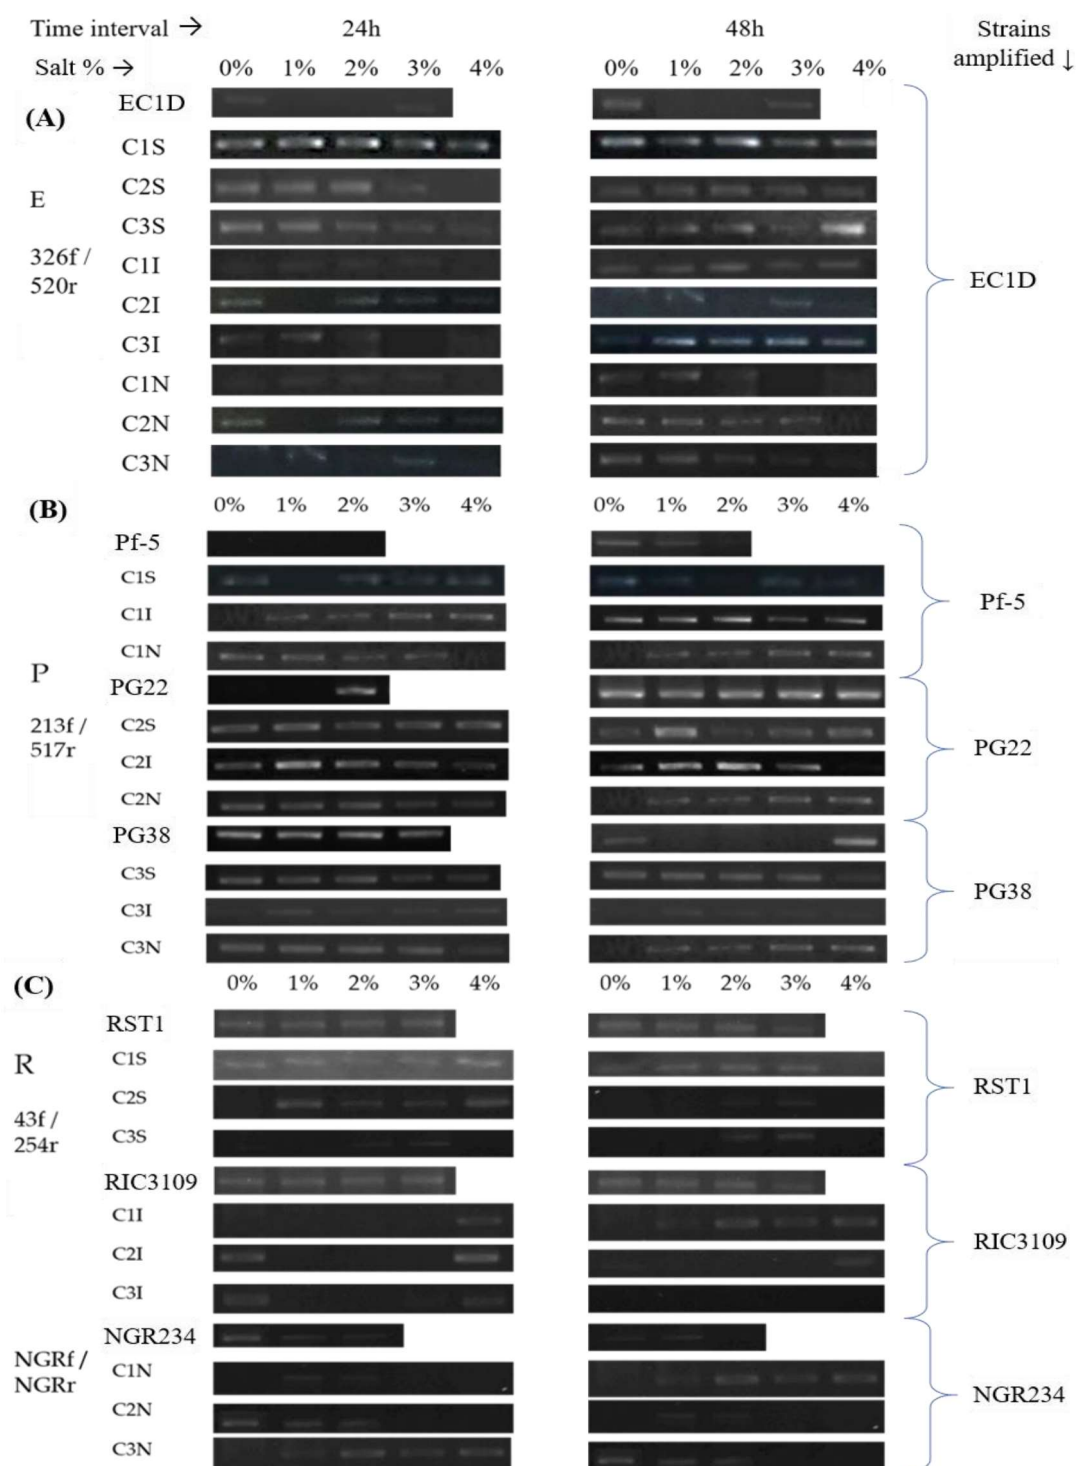 Time interval → 24h 48h Strains
amplified ↓
Salt % → 0% 1% 2% 3% 4% 0% 1% 2% 3% 4%
(A) EC1D
C1S
E C2S
C3S
326f /
520r
C1I
EC1D
C2I
C3I
C1N
C2N
C3N
(B) 0% 1% 2% 3% 4% 0% 1% 2% 3% 4%
Pf-5
C1S
Pf-5
C1I
C1N
P
PG22
213f /
517r
C2S
PG22
C2I
C2N
PG38
C3S
PG38
C3I
C3N
(C) 0% 1% 2% 3% 4% 0% 1% 2% 3% 4%
RST1
R C1S
RST1
C2S
43f /
254r
C3S
RIC3109
C1I
RIC3109
C2I
C3I
NGR234
NGRf /
NGRr
C1N
NGR234
C2N
C3N